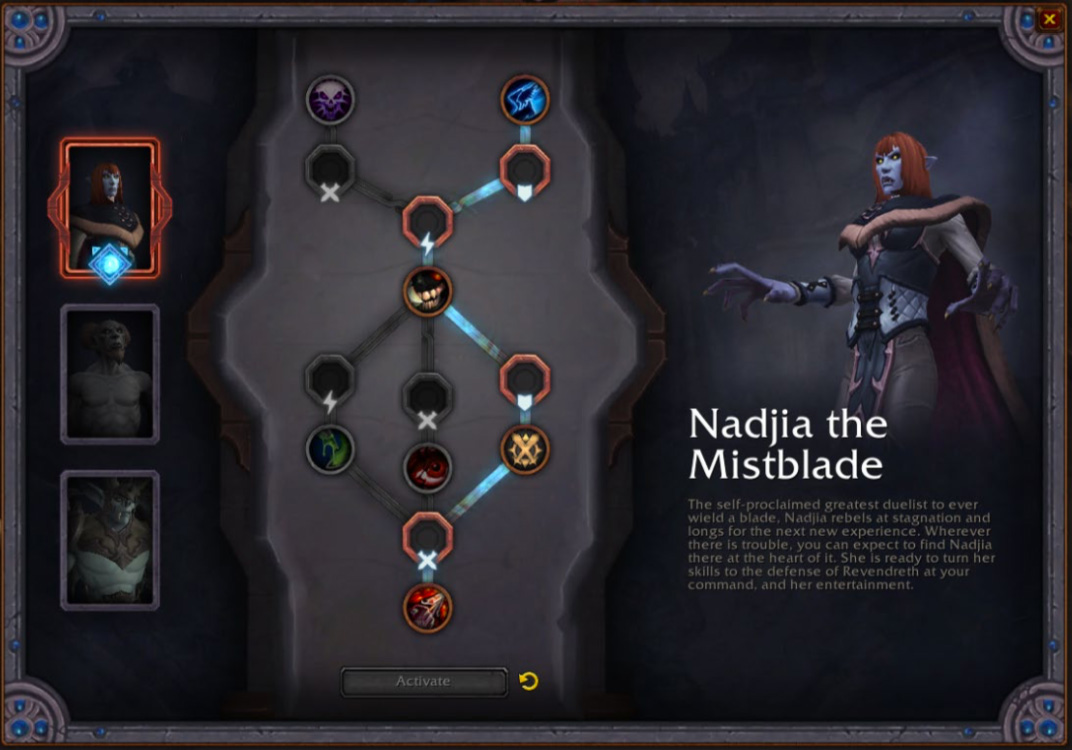 Nadjia the
Mistblade
The self-proclaimed greatest duelist to ever
wield a blade, Nadjia rebels at stagnation and
longs for the next new experience. Wherever
there is trouble, you can expect to find Nadjia
there at the heart of it. She is ready to turn her
skills to the defense of Revendreth at your
command, and her entertainment.
Activate